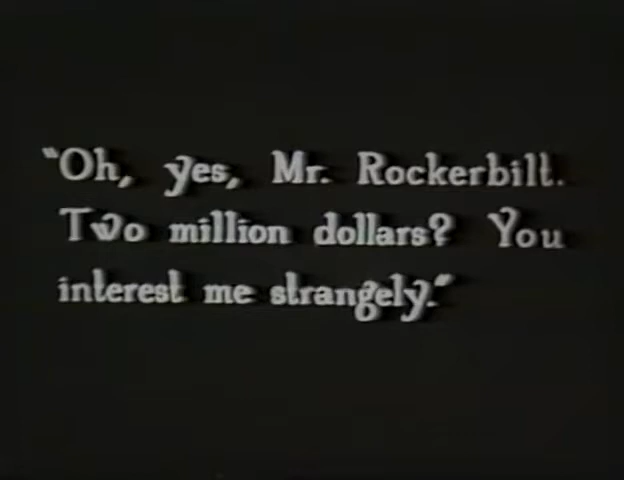 "Oh, yes, Mr. Rockerbilt.
Two million dollars? You
interest me strangely."